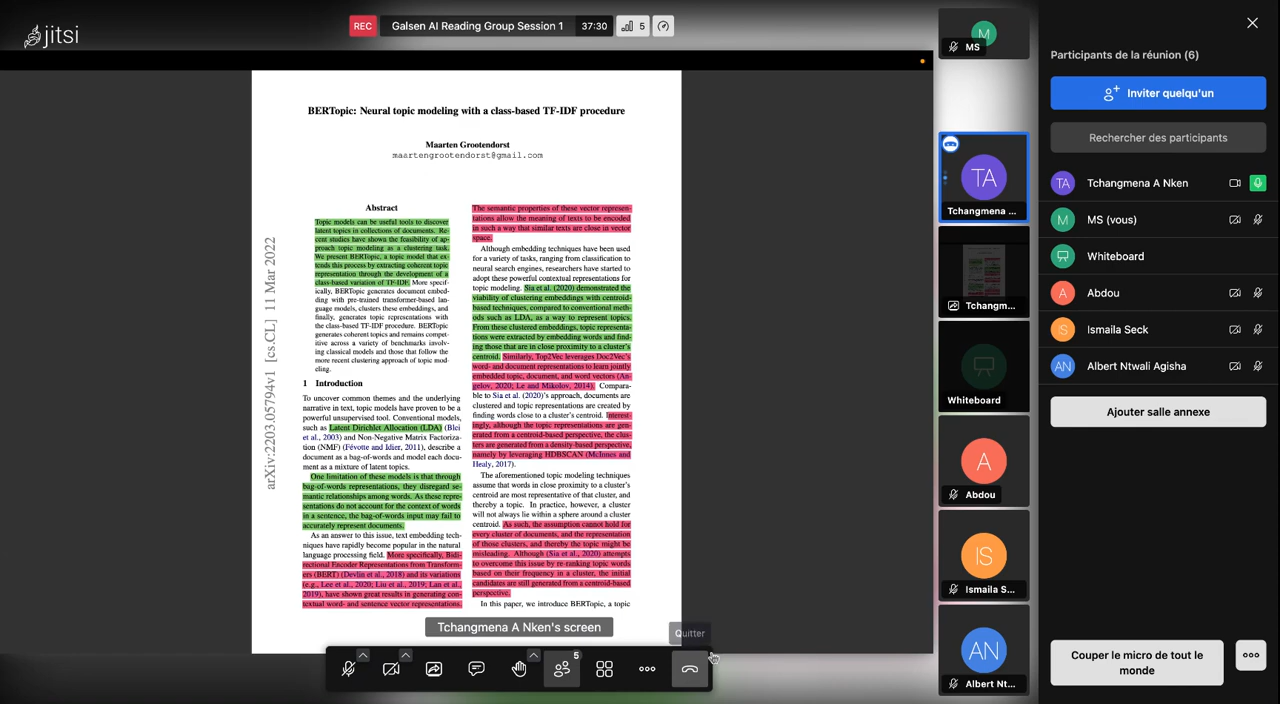 jitsi
REC
Galsen AI Reading Group Session 1
37:30
5
BERTopic: Neural topic modeling with a class-based TF-IDF procedure
Maarten Grootendorst
maartengrootendorst@gmail.com
arXiv:2203.05794v1 [cs.CL] 11 Mar 2022
Abstract
Topic models can be useful tools to discover
latent topics in collections of documents. Re-
cent studies have shown the feasibility of ap-
proach topic modeling as a clustering task.
We present BERTopic, a topic model that ex-
tends this process by extracting coherent topic
representation through the development of a
class-based variation of TF-IDF. More specif-
ically, BERTopic generates document embed-
ding with pre-trained transformer-based lan-
guage models, clusters these embeddings, and
finally, generates topic representations with
the class-based TF-IDF procedure. BERTopic
generates coherent topics and remains compet-
itive across a variety of benchmarks involv-
ing classical models and those that follow the
more recent clustering approach of topic mod-
eling.
1 Introduction
To uncover common themes and the underlying
narrative in text, topic models have proven to be a
powerful unsupervised tool. Conventional models,
such as Latent Dirichlet Allocation (LDA) (Blei
et al., 2003) and Non-Negative Matrix Factoriza-
tion (NMF) (Févotte and Idier, 2011), describe a
document as a bag-of-words and model each docu-
ment as a mixture of latent topics.
One limitation of these models is that through
bag-of-words representations, they disregard se-
mantic relationships among words. As these repre-
sentations do not account for the context of words
in a sentence, the bag-of-words input may fail to
accurately represent documents.
As an answer to this issue, text embedding tech-
niques have rapidly become popular in the natural
language processing field. More specifically, Bidi-
rectional Encoder Representations from Transform-
ers (BERT) (Devlin et al., 2018) and its variations
(e.g., Lee et al., 2020; Liu et al., 2019; Lan et al.,
2019), have shown great results in generating con-
textual word- and sentence vector representations.
The semantic properties of these vector represen-
tations allow the meaning of texts to be encoded
in such a way that similar texts are close in vector
space.
Although embedding techniques have been used
for a variety of tasks, ranging from classification to
neural search engines, researchers have started to
adopt these powerful contextual representations for
topic modeling. Sia et al. (2020) demonstrated the
viability of clustering embeddings with centroid-
based techniques, compared to conventional meth-
ods such as LDA, as a way to represent topics.
From these clustered embeddings, topic representa-
tions were extracted by embedding words and find-
ing those that are in close proximity to a cluster's
centroid. Similarly, Top2Vec leverages Doc2Vec's
word- and document representations to learn jointly
embedded topic, document, and word vectors (An-
gelov, 2020; Le and Mikolov, 2014). Compara-
ble to Sia et al. (2020)'s approach, documents are
clustered and topic representations are created by
finding words close to a cluster's centroid. Interest-
ingly, although the topic representations are gen-
erated from a centroid-based perspective, the clus-
ters are generated from a density-based perspective,
namely by leveraging HDBSCAN (McInnes and
Healy, 2017).
The aforementioned topic modeling techniques
assume that words in close proximity to a cluster's
centroid are most representative of that cluster, and
thereby a topic. In practice, however, a cluster
will not always lie within a sphere around a cluster
centroid. As such, the assumption cannot hold for
every cluster of documents, and the representation
of those clusters, and thereby the topic might be
misleading. Although (Sia et al., 2020) attempts
to overcome this issue by re-ranking topic words
based on their frequency in a cluster, the initial
candidates are still generated from a centroid-based
perspective.
In this paper, we introduce BERTopic, a topic
Tchangmena A Nken's screen
Quitter
5
M
MS
TA
Tchangmena ...
Tchangm...
Whiteboard
A
Abdou
IS
Ismaila S...
AN
Albert Nt...
Participants de la réunion (6)
Inviter quelqu'un
Rechercher des participants
TA Tchangmena A Nken
M MS (vous)
A Abdou
IS Ismaila Seck
AN Albert Ntwali Agisha
Ajouter salle annexe
Couper le micro de tout le
monde